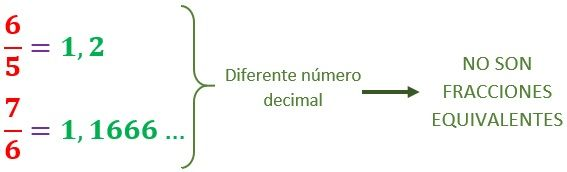 6/5 = 1,2
7/6 = 1,1666 ...
Diferente número
decimal
NO SON
FRACCIONES
EQUIVALENTES